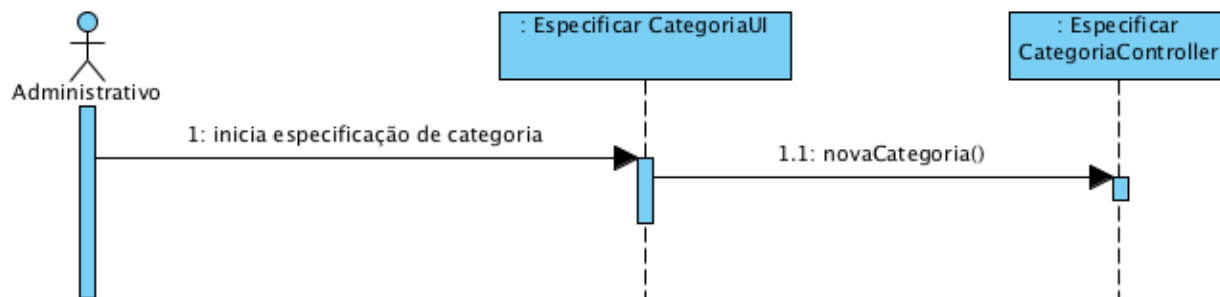 : Especificar CategoriaUI
: Especificar
CategoriaController
Administrativo
1: inicia especificação de categoria
1.1: novaCategoria()